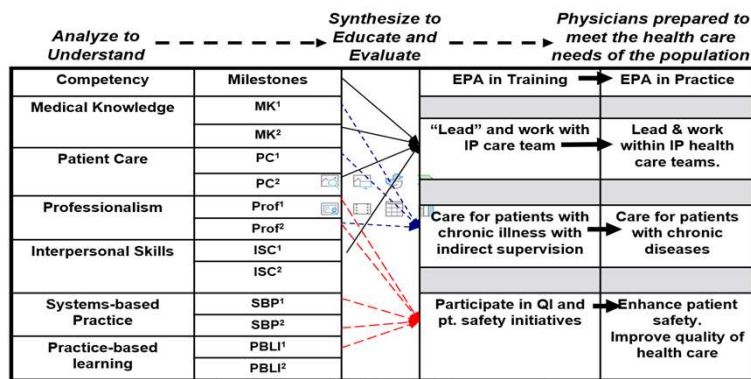 Analyze to
Understand
Synthesize to
Educate and
Evaluate
Physicians prepared to
meet the health care
needs of the population
Competency
Milestones
EPA in Training
EPA in Practice
Medical Knowledge
MK¹
MK²
"Lead" and work with
IP care team
Lead & work
within IP health
care teams.
Patient Care
PC¹
PC²
Professionalism
Prof¹
Prof²
Care for patients with
chronic illness with
indirect supervision
Care for patients
with chronic
diseases
Interpersonal Skills
ISC¹
ISC²
Systems-based
Practice
SBP¹
SBP²
Participate in QI and
pt. safety initiatives
Enhance patient
safety.
Improve quality of
health care
Practice-based
learning
PBLI¹
PBLI²